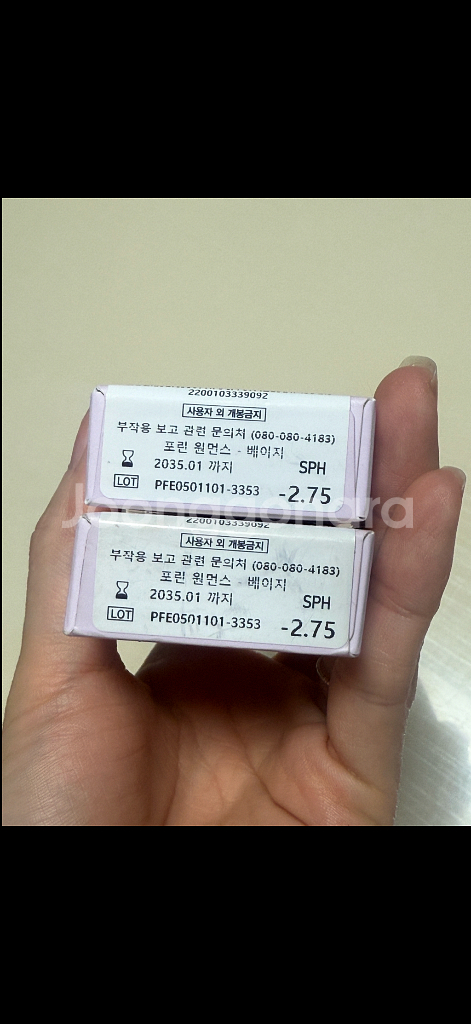 2200103339092
사용자 외 개봉금지
부작용 보고 관련 문의처 (080-080-4183)
포린 원먼스 - 베이지
2035.01 까지
SPH
LOT PFE0501101-3353
-2.75
Joonggonara
2200103339092
사용자 외 개봉금지
부작용 보고 관련 문의처 (080-080-4183)
포린 원먼스 - 베이지
2035.01 까지
SPH
LOT PFE0501101-3353
-2.75